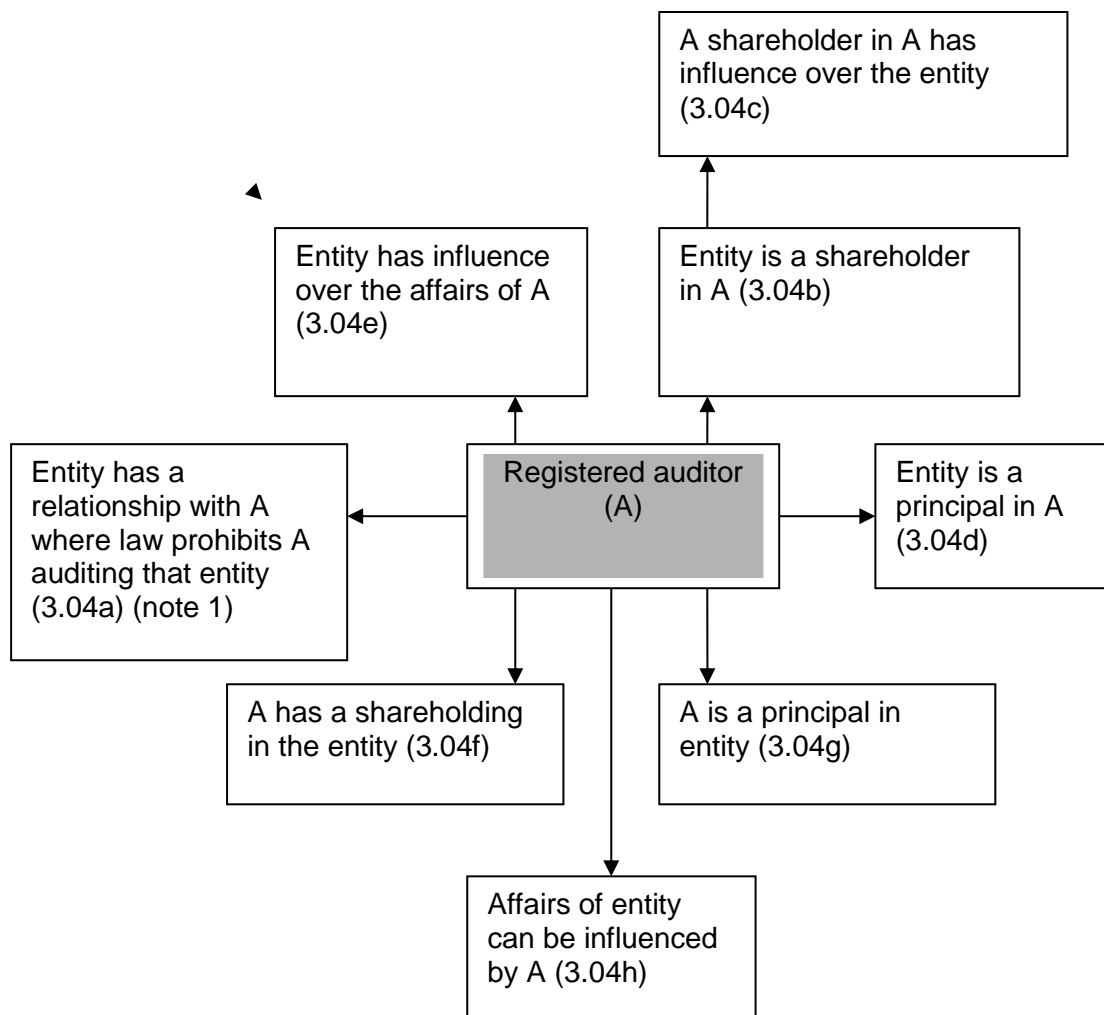 A shareholder in A has
influence over the entity
(3.04c)
Entity has influence
over the affairs of A
(3.04e)
Entity is a shareholder
in A (3.04b)
Entity has a
relationship with A
where law prohibits A
auditing that entity
(3.04a) (note 1)
Registered auditor
(A)
Entity is a
principal in A
(3.04d)
A has a shareholding
in the entity (3.04f)
A is a principal in
entity (3.04g)
Affairs of entity
can be influenced
by A (3.04h)